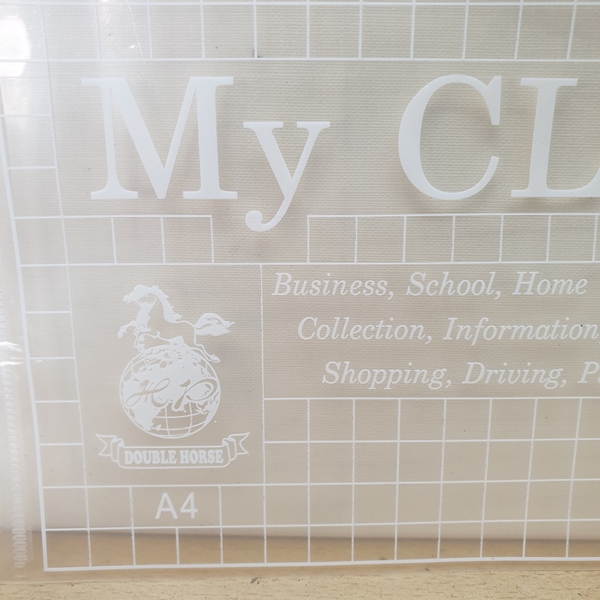 My CL
Business, School, Home
Collection, Information,
Shopping, Driving, P
DOUBLE HORSE
A4